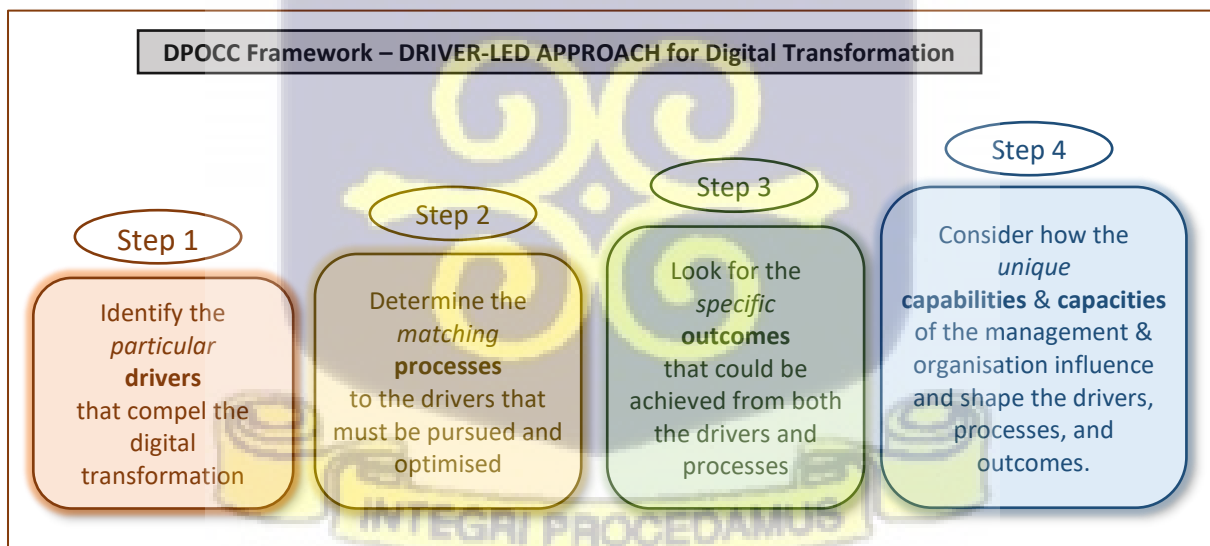 DPOCC Framework – DRIVER-LED APPROACH for Digital Transformation
Step 1
Identify the
particular
drivers
that compel the
digital
transformation
Step 2
Determine the
matching
processes
to the drivers that
must be pursued and
optimised
Step 3
Look for the
specific
outcomes
that could be
achieved from both
the drivers and
processes
Step 4
Consider how the
unique
capabilities & capacities
of the management &
organisation influence
and shape the drivers,
processes, and
outcomes.
INTEGRI PROCEDAMUS